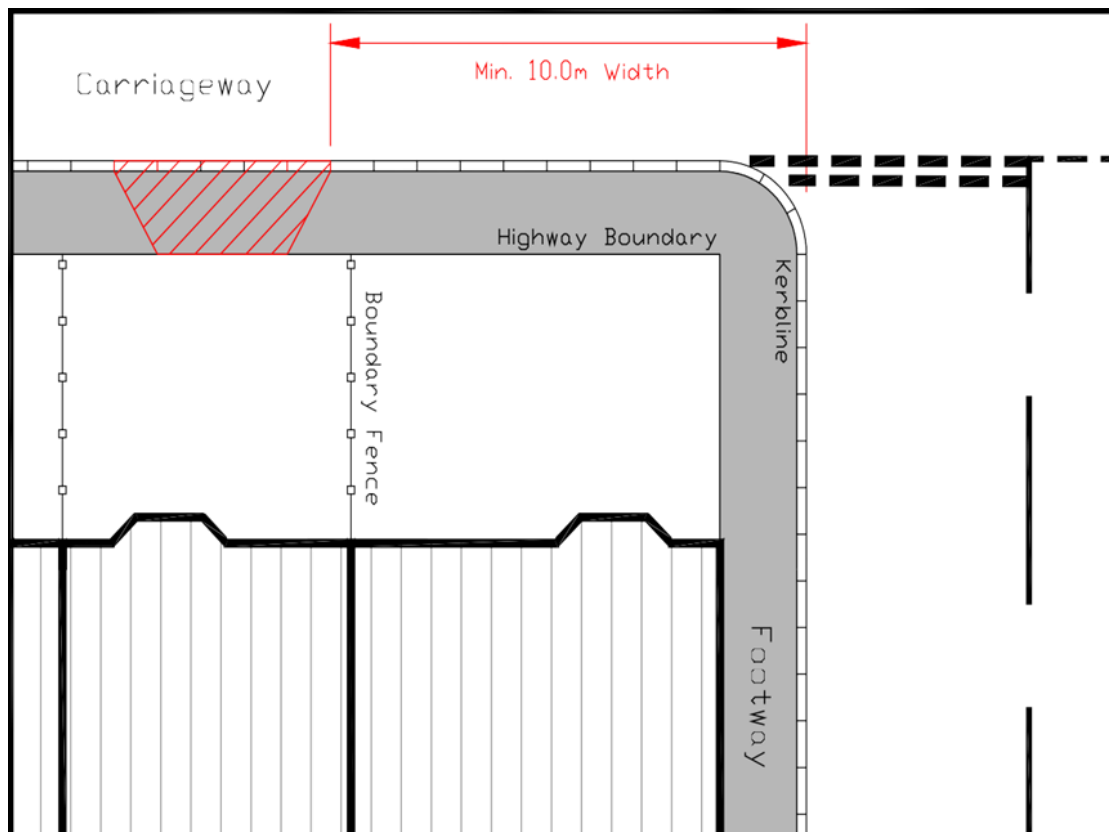 Carriageway
Min. 10.0m Width
Highway Boundary
Kerbline
Boundary Fence
Footway